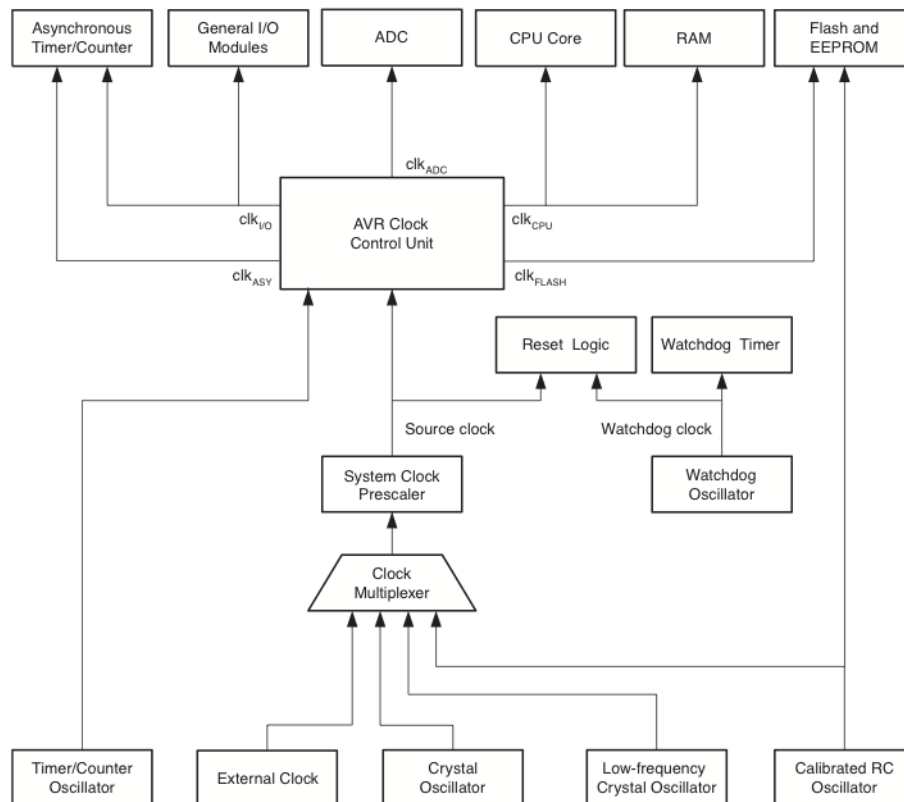 Asynchronous
Timer/Counter
General I/O
Modules
ADC
CPU Core
RAM
Flash and
EEPROM
clkADC
clkI/O
AVR Clock
Control Unit
clkCPU
clkASY
clkFLASH
Reset Logic
Watchdog Timer
Source clock
Watchdog clock
System Clock
Prescaler
Watchdog
Oscillator
Clock
Multiplexer
Timer/Counter
Oscillator
External Clock
Crystal
Oscillator
Low-frequency
Crystal Oscillator
Calibrated RC
Oscillator